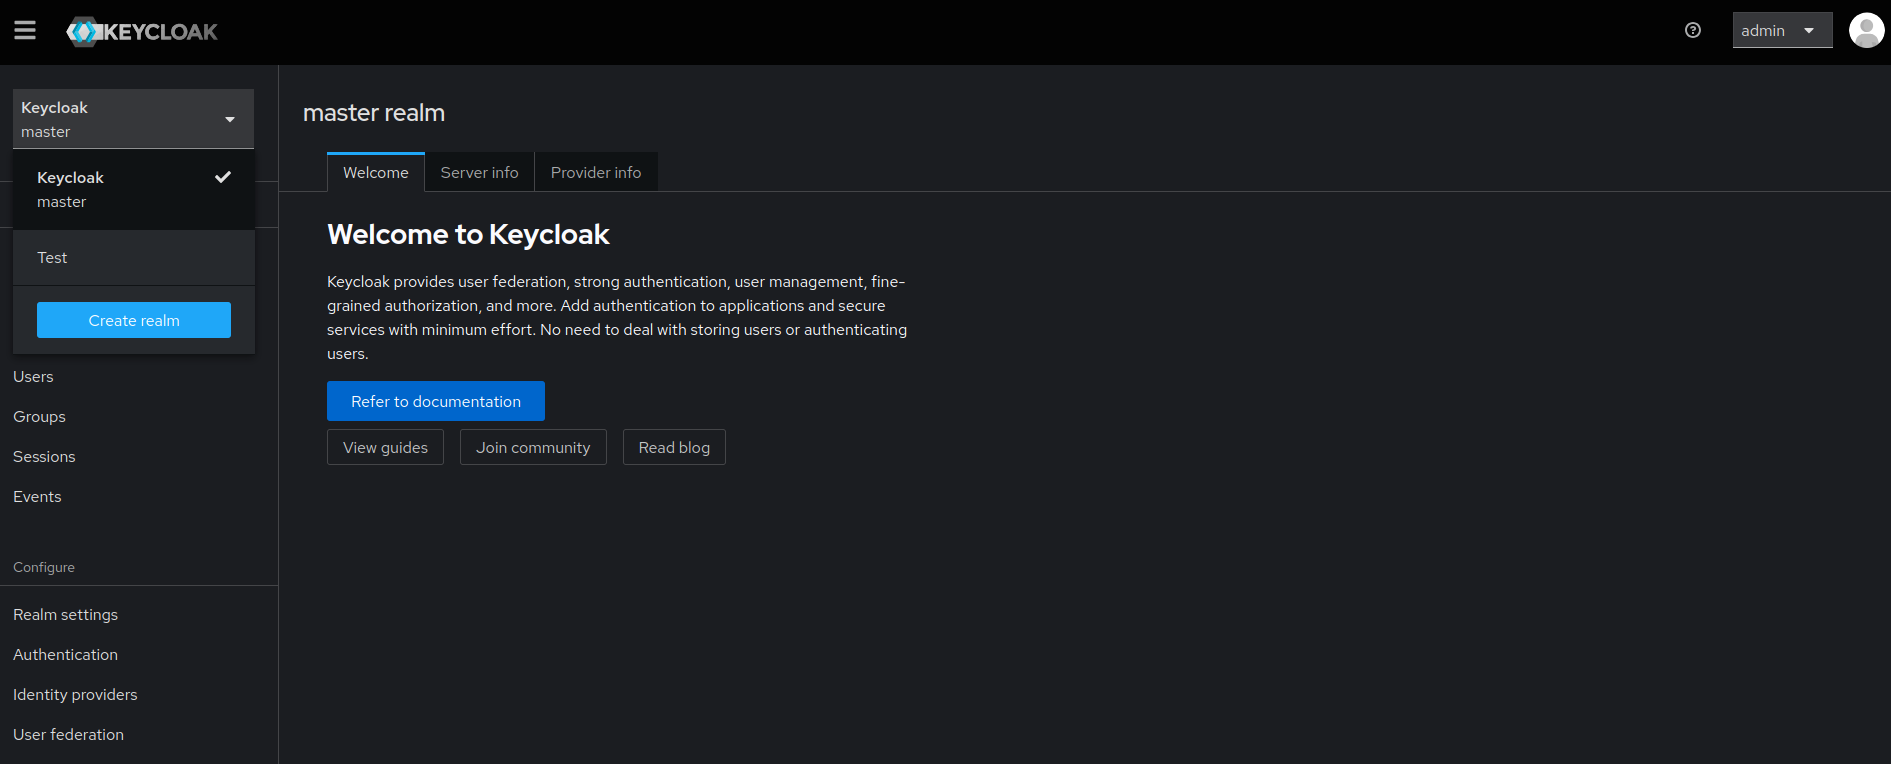 KEYCLOAK
admin
Keycloak
master
Keycloak
master
Test
Create realm
Users
Groups
Sessions
Events
Configure
Realm settings
Authentication
Identity providers
User federation
master realm
Welcome
Server info
Provider info
Welcome to Keycloak
Keycloak provides user federation, strong authentication, user management, fine-
grained authorization, and more. Add authentication to applications and secure
services with minimum effort. No need to deal with storing users or authenticating
users.
Refer to documentation
View guides
Join community
Read blog